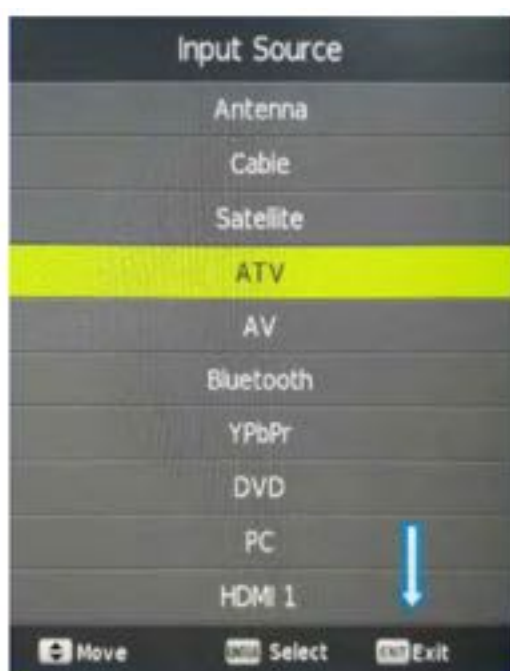 Input Source
Antenna
Cable
Satellite
ATV
AV
Bluetooth
YPbPr
DVD
PC
HDMI 1
Move Select Exit